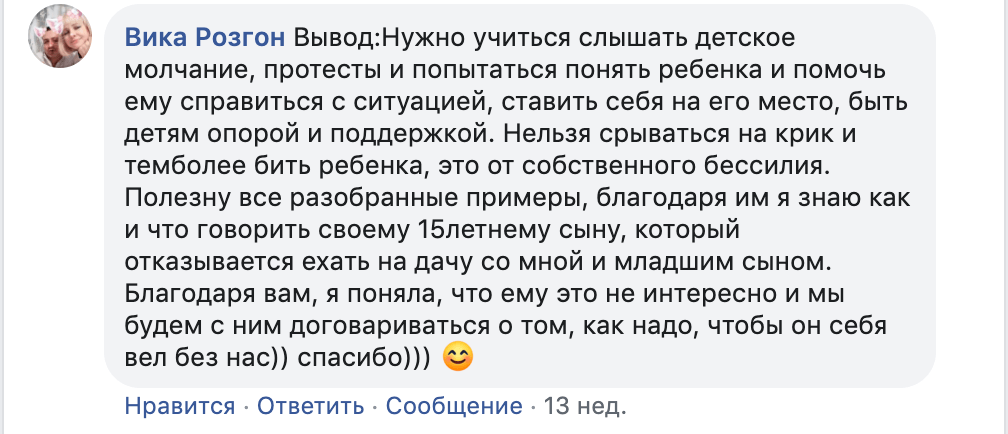 Вика Розгон Вывод:Нужно учиться слышать детское
молчание, протесты и попытаться понять ребенка и помочь
ему справиться с ситуацией, ставить себя на его место, быть
детям опорой и поддержкой. Нельзя срываться на крик и
темболее бить ребенка, это от собственного бессилия.
Полезну все разобранные примеры, благодаря им я знаю как
и что говорить своему 15летнему сыну, который
отказывается ехать на дачу со мной и младшим сыном.
Благодаря вам, я поняла, что ему это не интересно и мы
будем с ним договариваться о том, как надо, чтобы он себя
вел без нас)) спасибо))) 😊
Нравится · Ответить · Сообщение · 13 нед.